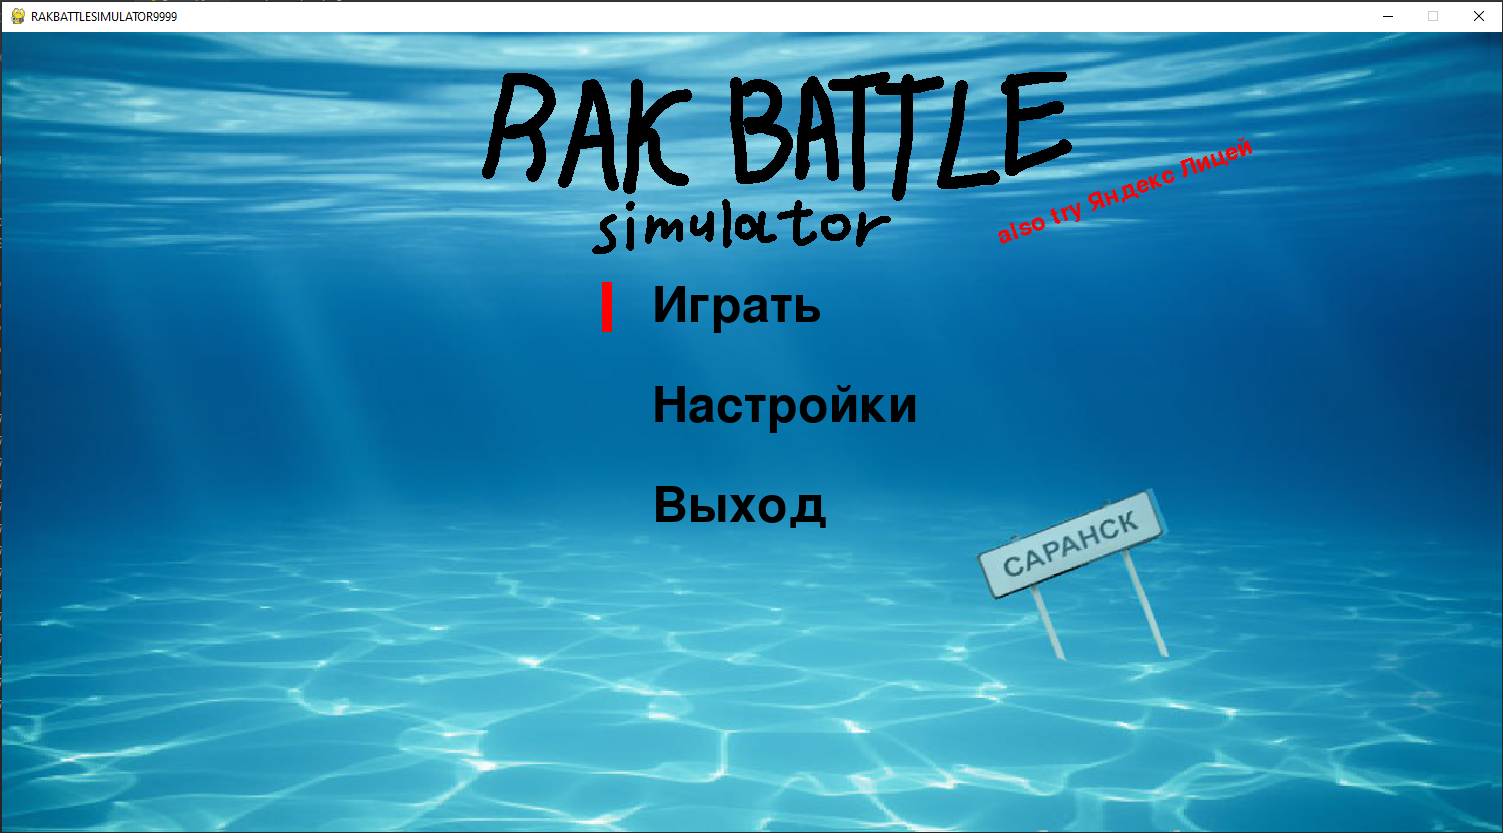 RAKBATTLESIMULATOR9999
RAK BATTLE
simulator
also try Яндекс Лицей
Играть
Настройки
Выход
САРАНСК